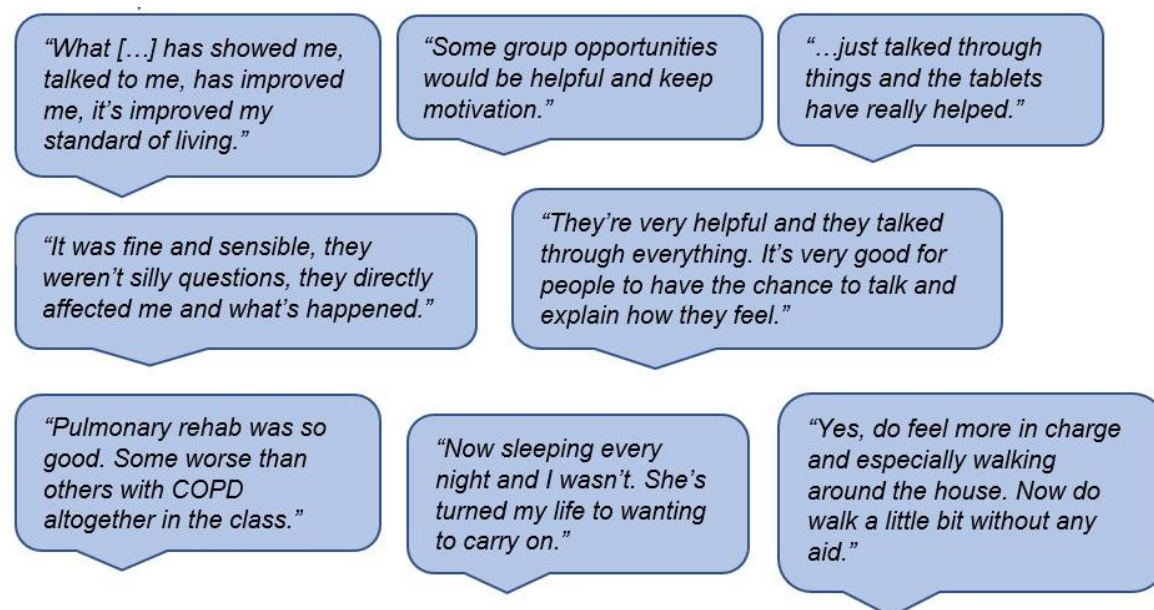 “What […] has showed me,
talked to me, has improved
me, it’s improved my
standard of living.”
“Some group opportunities
would be helpful and keep
motivation.”
“…just talked through
things and the tablets
have really helped.”
“It was fine and sensible, they
weren’t silly questions, they directly
affected me and what’s happened.”
“They’re very helpful and they talked
through everything. It’s very good for
people to have the chance to talk and
explain how they feel.”
“Pulmonary rehab was so
good. Some worse than
others with COPD
altogether in the class.”
“Now sleeping every
night and I wasn’t. She’s
turned my life to wanting
to carry on.”
“Yes, do feel more in charge
and especially walking
around the house. Now do
walk a little bit without any
aid.”